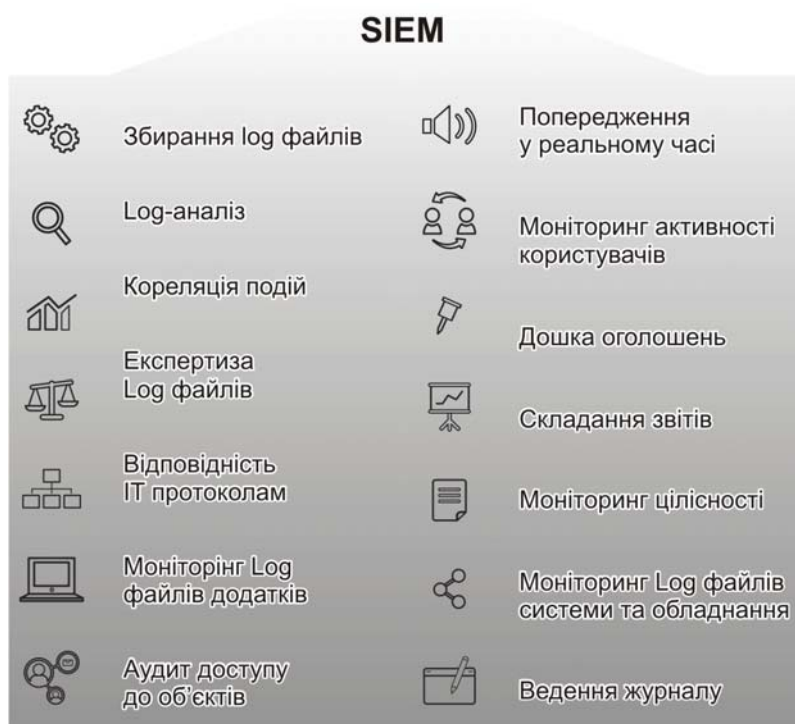 SIEM
Збирання log файлів
Log-аналіз
Кореляція подій
Експертиза
Log файлів
Відповідність
ІТ протоколам
Моніторінг Log
файлів додатків
Аудит доступу
до об’єктів
Попередження
у реальному часі
Моніторинг активності
користувачів
Дошка оголошень
Складання звітів
Моніторинг цілісності
Моніторинг Log файлів
системи та обладнання
Ведення журналу